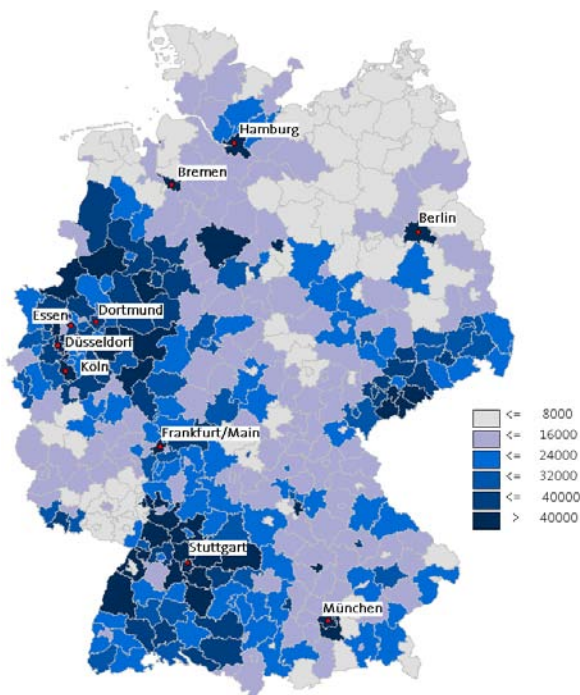 Hamburg
Bremen
Berlin
Essen
Dortmund
Düsseldorf
Köln
Frankfurt/Main
<= 8000
<= 16000
<= 24000
<= 32000
<= 40000
> 40000
Stuttgart
München